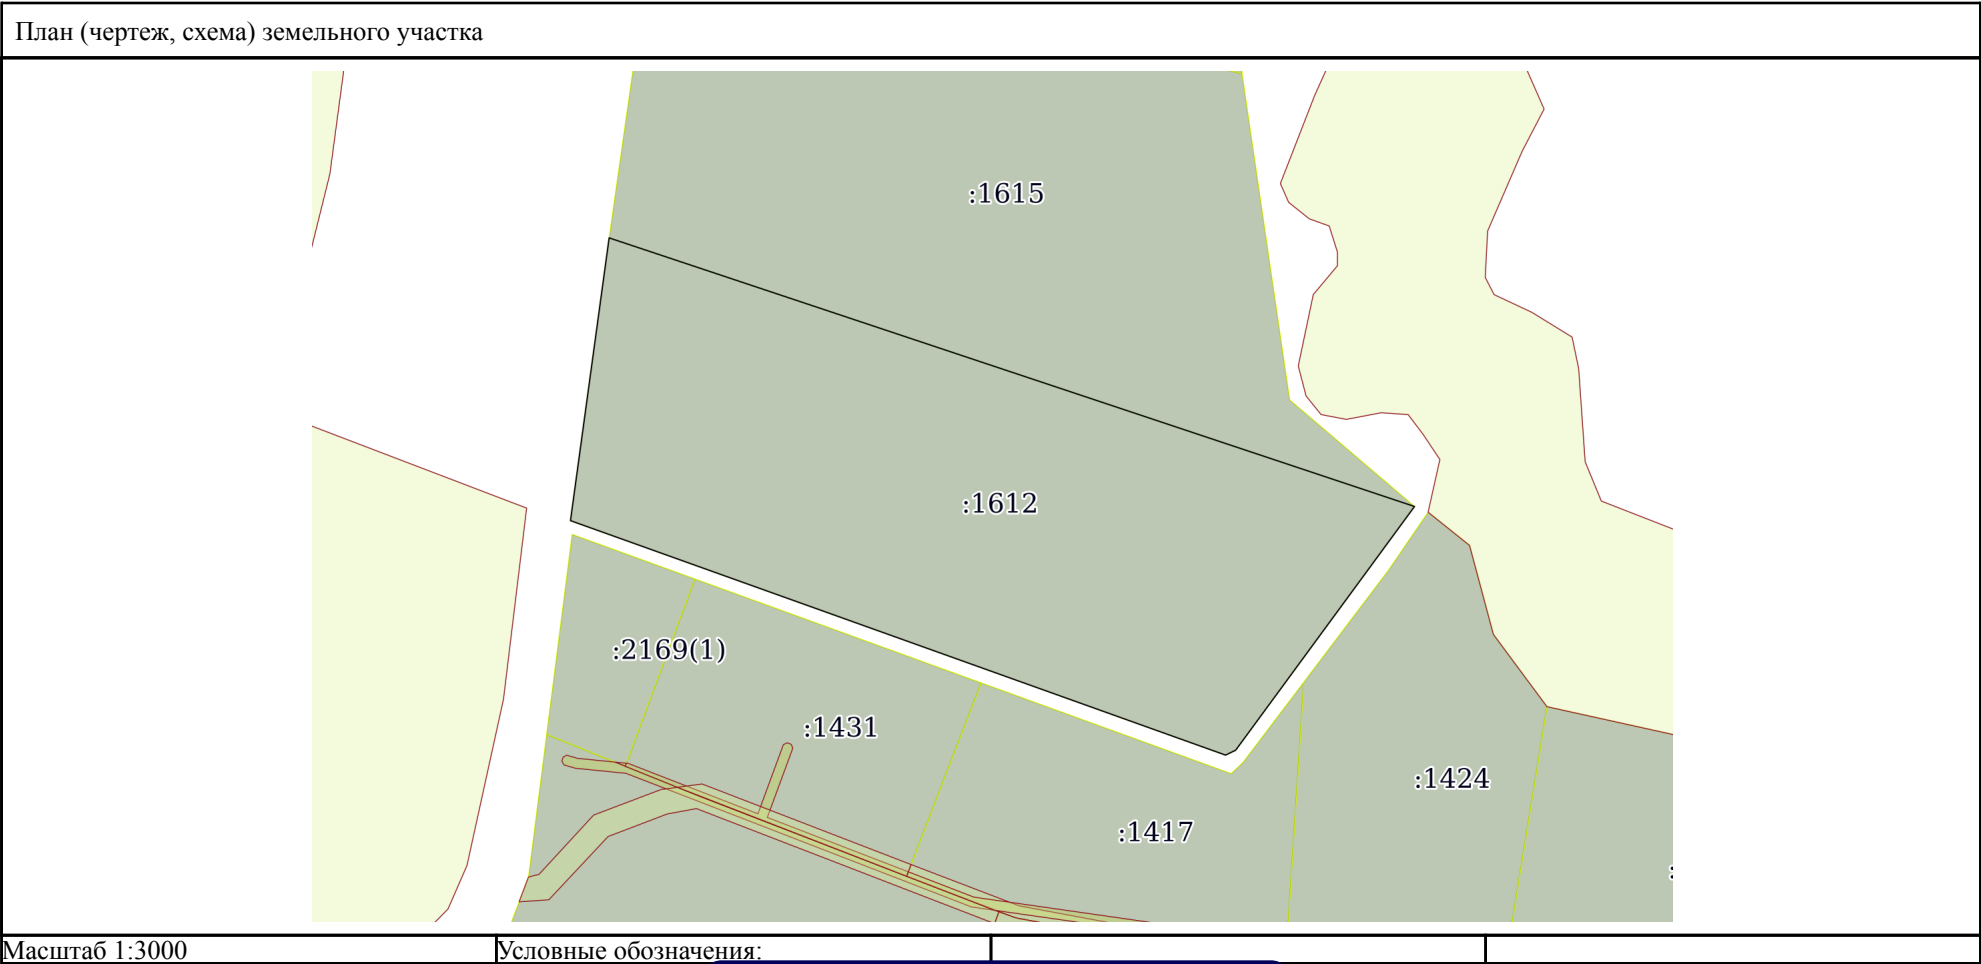 План (чертеж, схема) земельного участка
:1615
:1612
:2169(1)
:1431
:1424
:1417
:
Масштаб 1:3000
Условные обозначения: